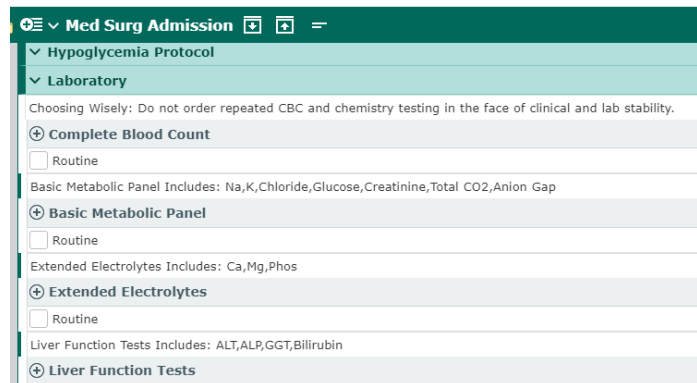 Med Surg Admission
Hypoglycemia Protocol
Laboratory
Choosing Wisely: Do not order repeated CBC and chemistry testing in the face of clinical and lab stability.
Complete Blood Count
Routine
Basic Metabolic Panel Includes: Na,K,Chloride,Glucose,Creatinine,Total CO2,Anion Gap
Basic Metabolic Panel
Routine
Extended Electrolytes Includes: Ca,Mg,Phos
Extended Electrolytes
Routine
Liver Function Tests Includes: ALT,ALP,GGT,Bilirubin
Liver Function Tests